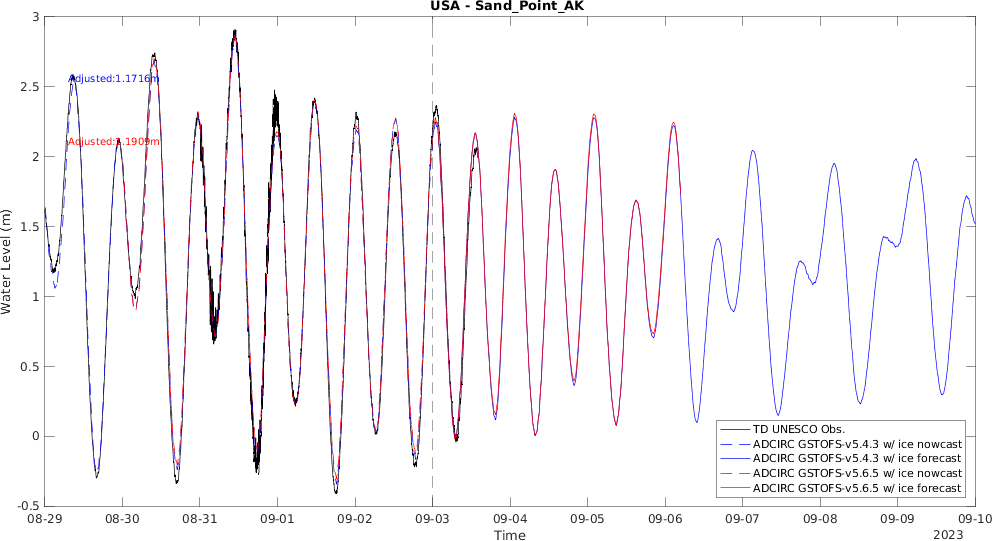 USA - Sand_Point_AK
3
2.5
2
1.5
1
0.5
0
-0.5
Water Level (m)
Adjusted:1.1716m
Adjusted:1.1909m
TD UNESCO Obs.
ADCIRC GSTOFS-v5.4.3 w/ ice nowcast
ADCIRC GSTOFS-v5.4.3 w/ ice forecast
ADCIRC GSTOFS-v5.6.5 w/ ice nowcast
ADCIRC GSTOFS-v5.6.5 w/ ice forecast
08-29 08-30 08-31 09-01 09-02 09-03 09-04 09-05 09-06 09-07 09-08 09-09 09-10
Time
2023